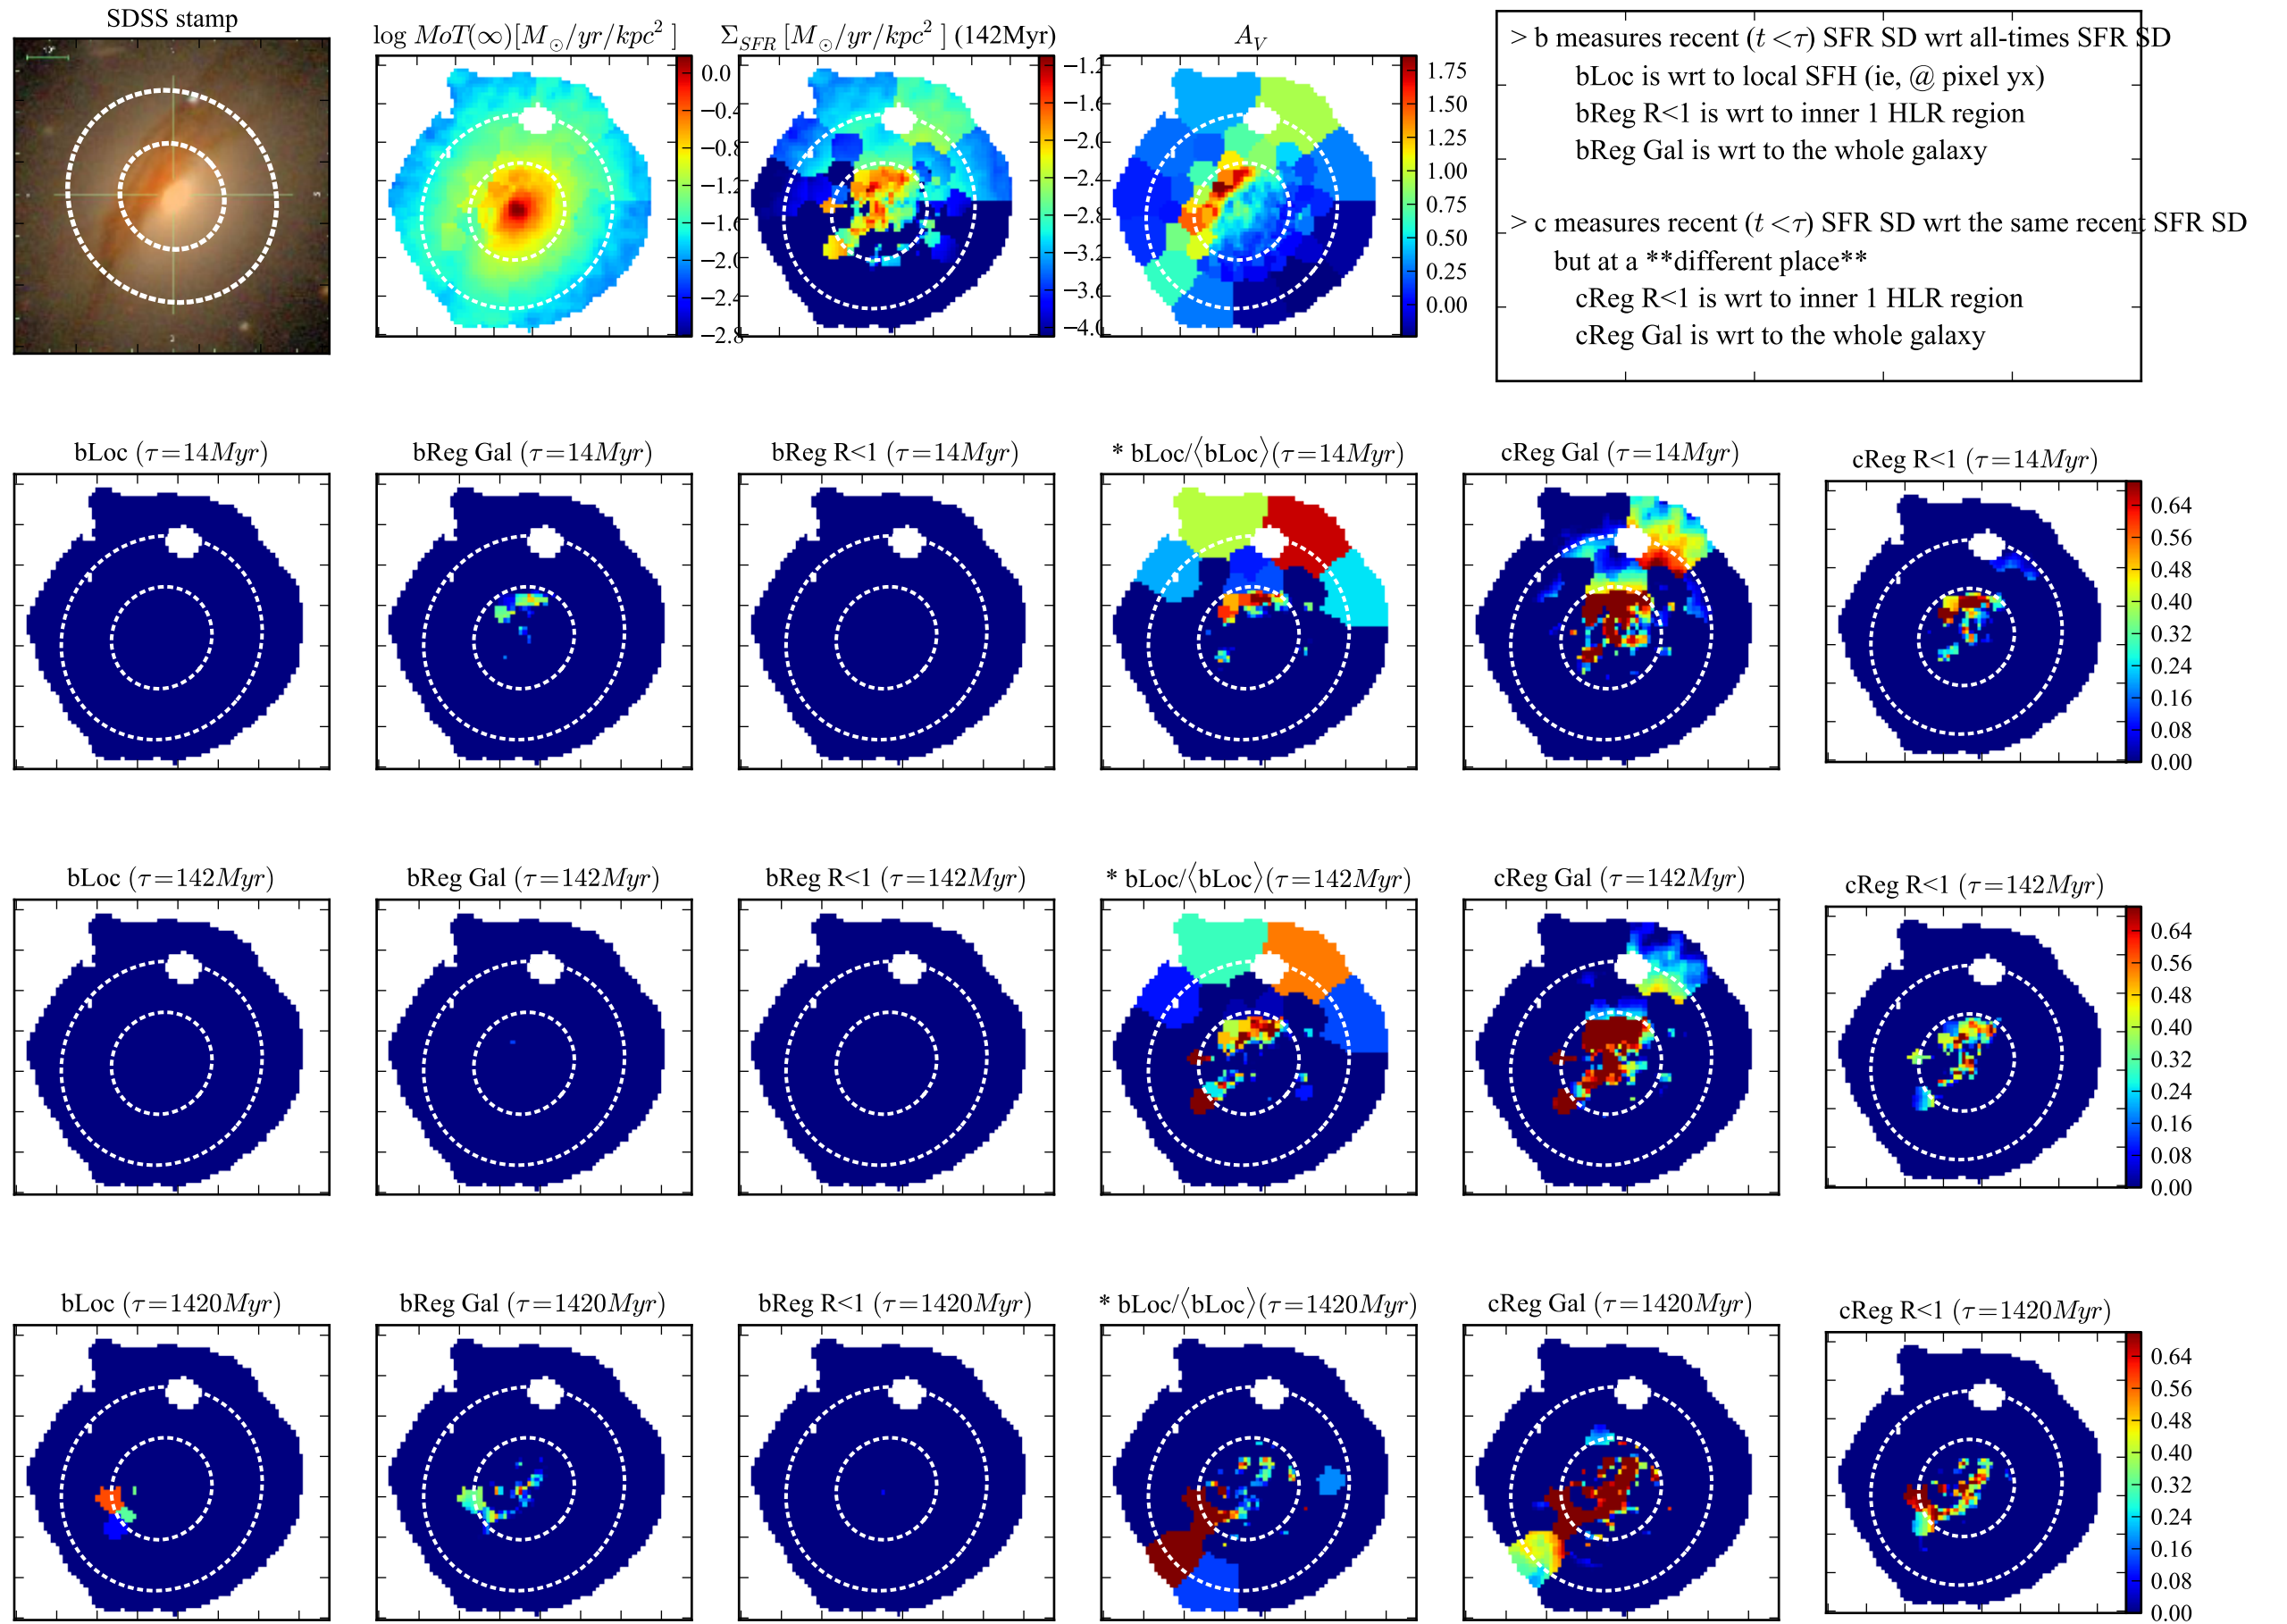 SDSS stamp
log MoT(∞)[M⊙/yr/kpc² ]
Σ_SFR [M⊙/yr/kpc² ] (142Myr)
A_V
0.0
−0.4
−0.8
−1.2
−1.6
−2.0
−2.4
−2.8
−1.2
−1.6
−2.0
−2.4
−2.8
−3.2
−3.6
−4.0
1.75
1.50
1.25
1.00
0.75
0.50
0.25
0.00
> b measures recent (t <τ) SFR SD wrt all-times SFR SD
bLoc is wrt to local SFH (ie, @ pixel yx)
bReg R<1 is wrt to inner 1 HLR region
bReg Gal is wrt to the whole galaxy
> c measures recent (t <τ) SFR SD wrt the same recent SFR SD
but at a **different place**
cReg R<1 is wrt to inner 1 HLR region
cReg Gal is wrt to the whole galaxy
bLoc (τ=14Myr)
bReg Gal (τ=14Myr)
bReg R<1 (τ=14Myr)
* bLoc/⟨bLoc⟩(τ=14Myr)
cReg Gal (τ=14Myr)
cReg R<1 (τ=14Myr)
0.64
0.56
0.48
0.40
0.32
0.24
0.16
0.08
0.00
bLoc (τ=142Myr)
bReg Gal (τ=142Myr)
bReg R<1 (τ=142Myr)
* bLoc/⟨bLoc⟩(τ=142Myr)
cReg Gal (τ=142Myr)
cReg R<1 (τ=142Myr)
0.64
0.56
0.48
0.40
0.32
0.24
0.16
0.08
0.00
bLoc (τ=1420Myr)
bReg Gal (τ=1420Myr)
bReg R<1 (τ=1420Myr)
* bLoc/⟨bLoc⟩(τ=1420Myr)
cReg Gal (τ=1420Myr)
cReg R<1 (τ=1420Myr)
0.64
0.56
0.48
0.40
0.32
0.24
0.16
0.08
0.00